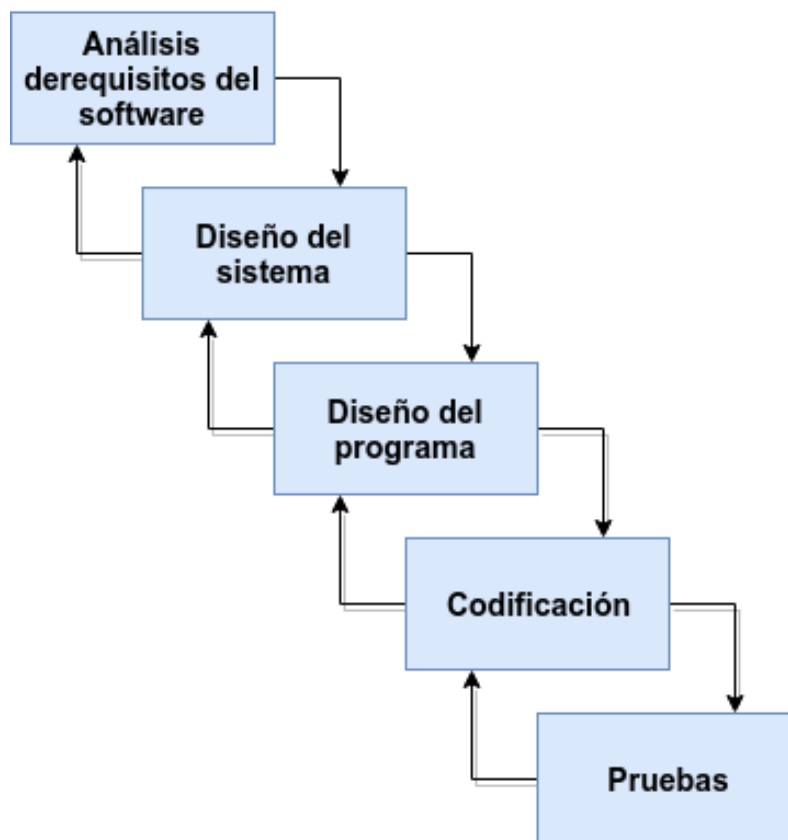 Análisis
derequisitos del
software
Diseño del
sistema
Diseño del
programa
Codificación
Pruebas